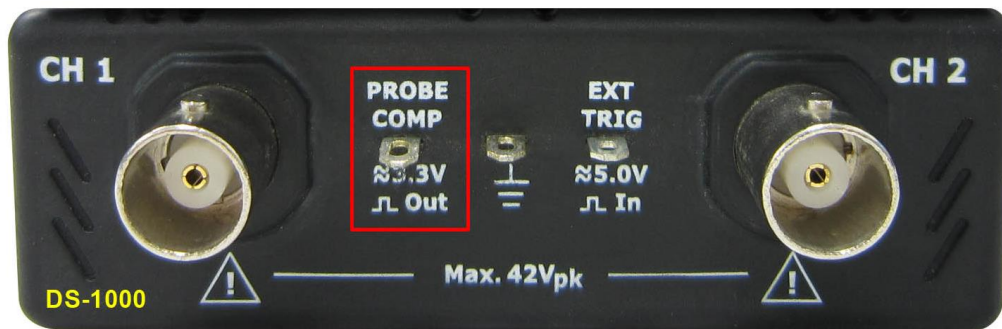 CH 1
PROBE
COMP
≈3.3V
⎍ Out
EXT
TRIG
≈5.0V
⎍ In
CH 2
! Max. 42Vpk !
DS-1000